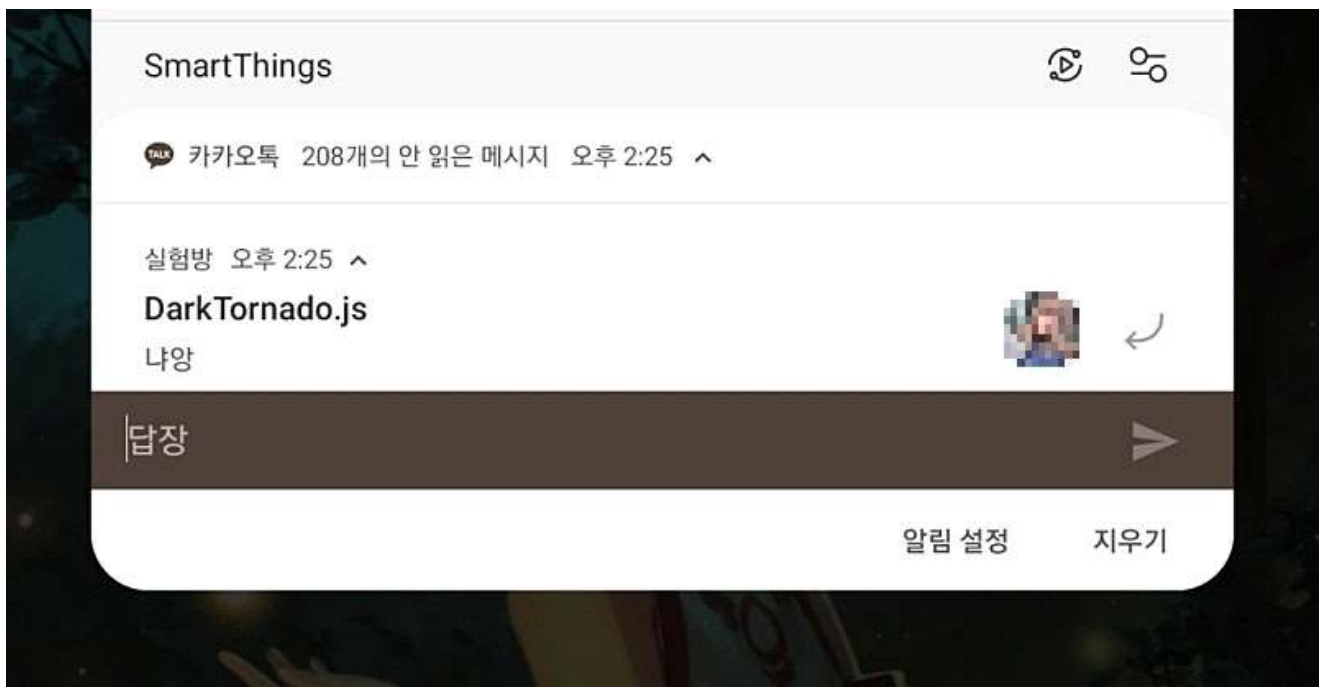 SmartThings
TALK 카카오톡 208개의 안 읽은 메시지 오후 2:25
실험방 오후 2:25
DarkTornado.js
냐앙
답장
알림 설정 지우기